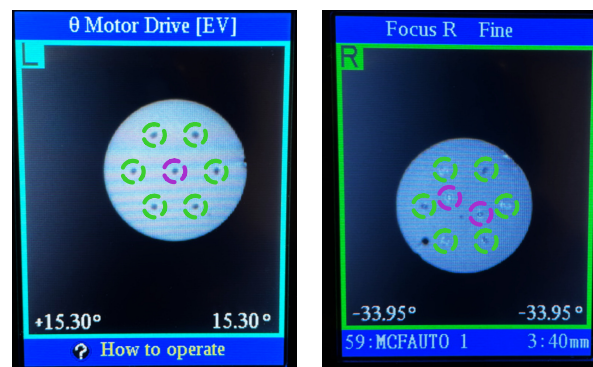 θ Motor Drive [EV]
L
+15.30°
15.30°
? How to operate
Focus R Fine
R
-33.95°
-33.95°
59:MCFAUTO 1
3:40mm